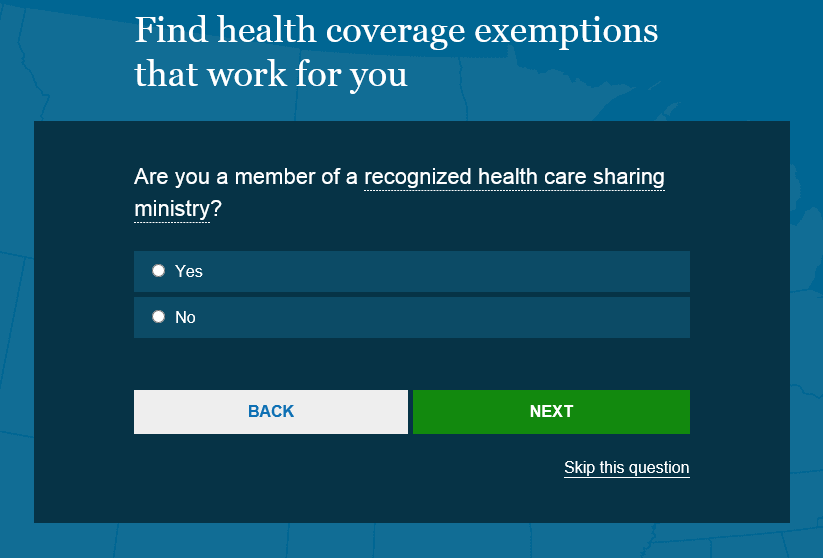 Find health coverage exemptions
that work for you
Are you a member of a recognized health care sharing
ministry?
Yes
No
BACK
NEXT
Skip this question